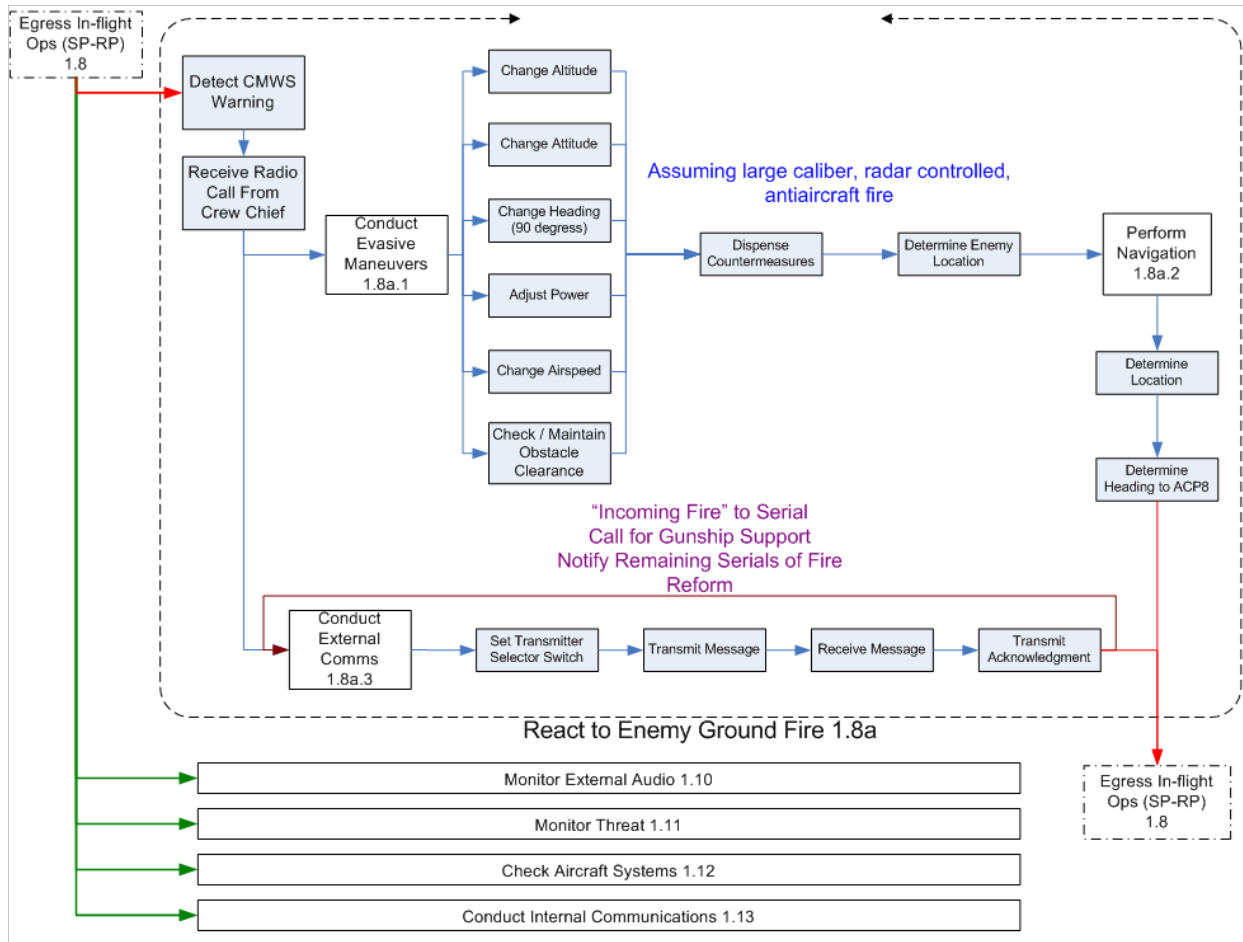 Egress In-flight
Ops (SP-RP)
1.8
Detect CMWS
Warning
Receive Radio
Call From
Crew Chief
Conduct
Evasive
Maneuvers
1.8a.1
Change Altitude
Change Attitude
Change Heading
(90 degress)
Adjust Power
Change Airspeed
Check / Maintain
Obstacle
Clearance
Assuming large caliber, radar controlled,
antiaircraft fire
Dispense
Countermeasures
Determine Enemy
Location
Perform
Navigation
1.8a.2
Determine
Location
Determine
Heading to ACP8
“Incoming Fire” to Serial
Call for Gunship Support
Notify Remaining Serials of Fire
Reform
Conduct
External
Comms
1.8a.3
Set Transmitter
Selector Switch
Transmit Message
Receive Message
Transmit
Acknowledgment
React to Enemy Ground Fire 1.8a
Monitor External Audio 1.10
Monitor Threat 1.11
Check Aircraft Systems 1.12
Conduct Internal Communications 1.13
Egress In-flight
Ops (SP-RP)
1.8